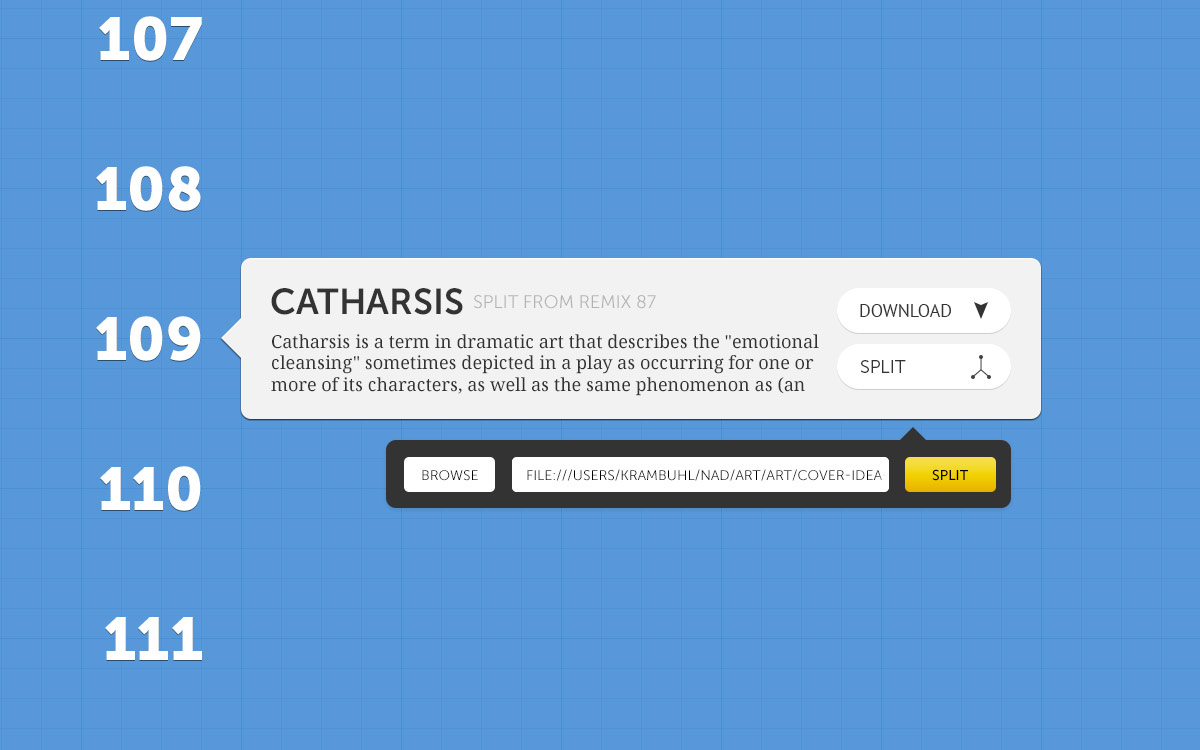 107
108
109
CATHARSIS SPLIT FROM REMIX 87
Catharsis is a term in dramatic art that describes the "emotional
cleansing" sometimes depicted in a play as occurring for one or
more of its characters, as well as the same phenomenon as (an
DOWNLOAD
SPLIT
110
BROWSE FILE:///USERS/KRAMBUHL/NAD/ART/ART/COVER-IDEA SPLIT
111